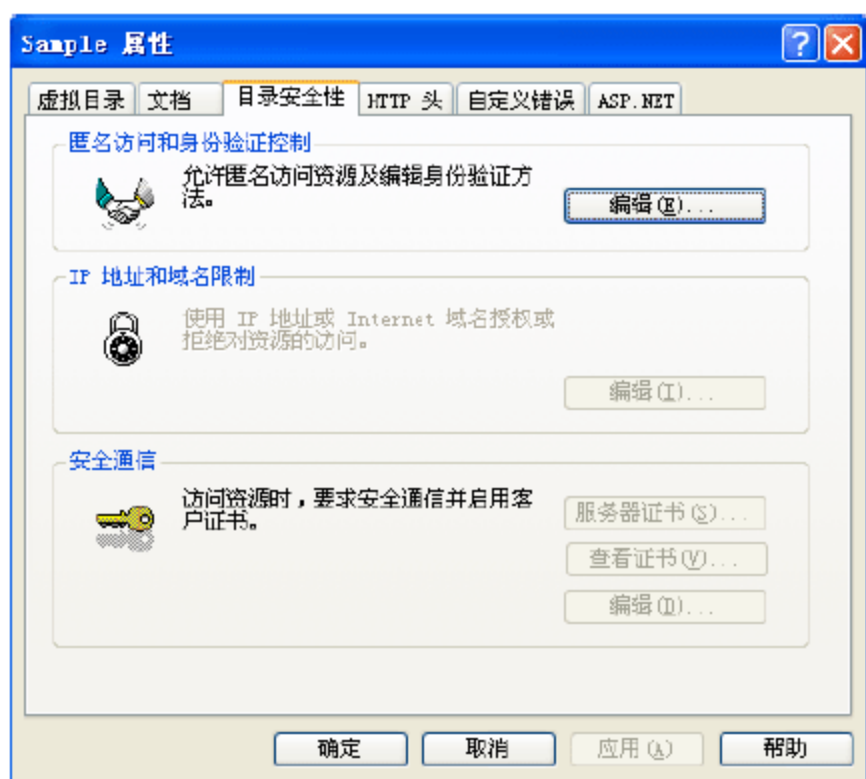 Sample 属性
虚拟目录 文档 目录安全性 HTTP 头 自定义错误 ASP.NET
匿名访问和身份验证控制
允许匿名访问资源及编辑身份验证方
法。
编辑(E)...
IP 地址和域名限制
使用 IP 地址或 Internet 域名授权或
拒绝对资源的访问。
编辑(I)...
安全通信
访问资源时，要求安全通信并启用客
户证书。
服务器证书(S)...
查看证书(V)...
编辑(D)...
确定 取消 应用(A) 帮助